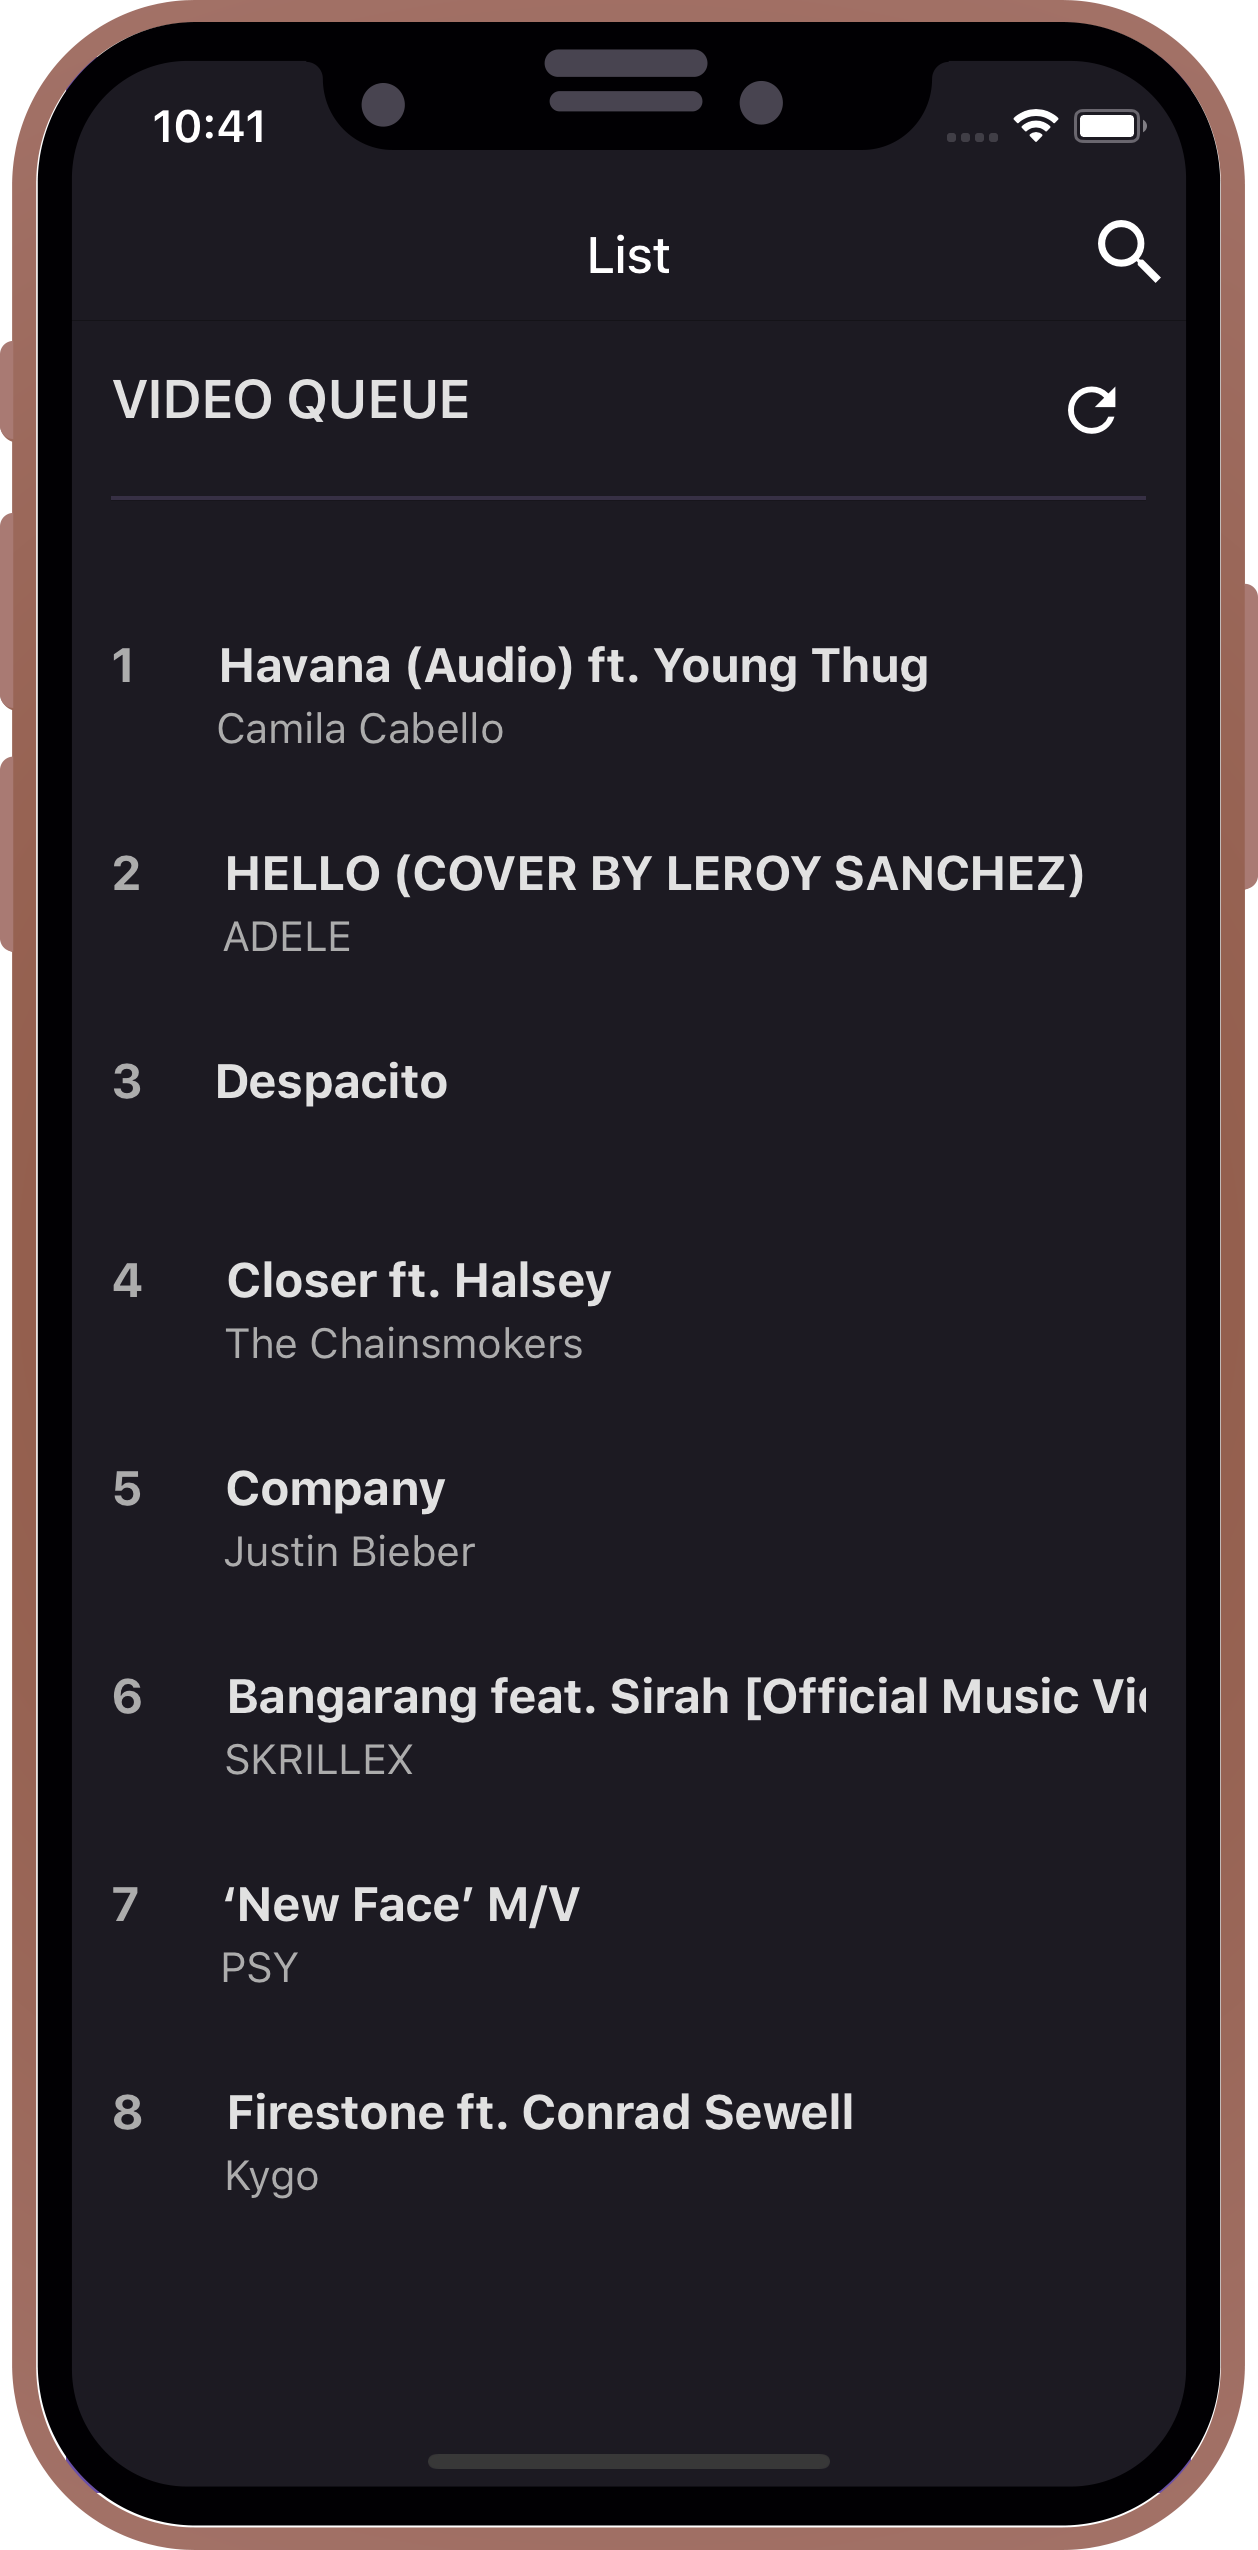 10:41
List
VIDEO QUEUE
1 Havana (Audio) ft. Young Thug
Camila Cabello
2 HELLO (COVER BY LEROY SANCHEZ)
ADELE
3 Despacito
4 Closer ft. Halsey
The Chainsmokers
5 Company
Justin Bieber
6 Bangarang feat. Sirah [Official Music Vi
SKRILLEX
7 ‘New Face’ M/V
PSY
8 Firestone ft. Conrad Sewell
Kygo